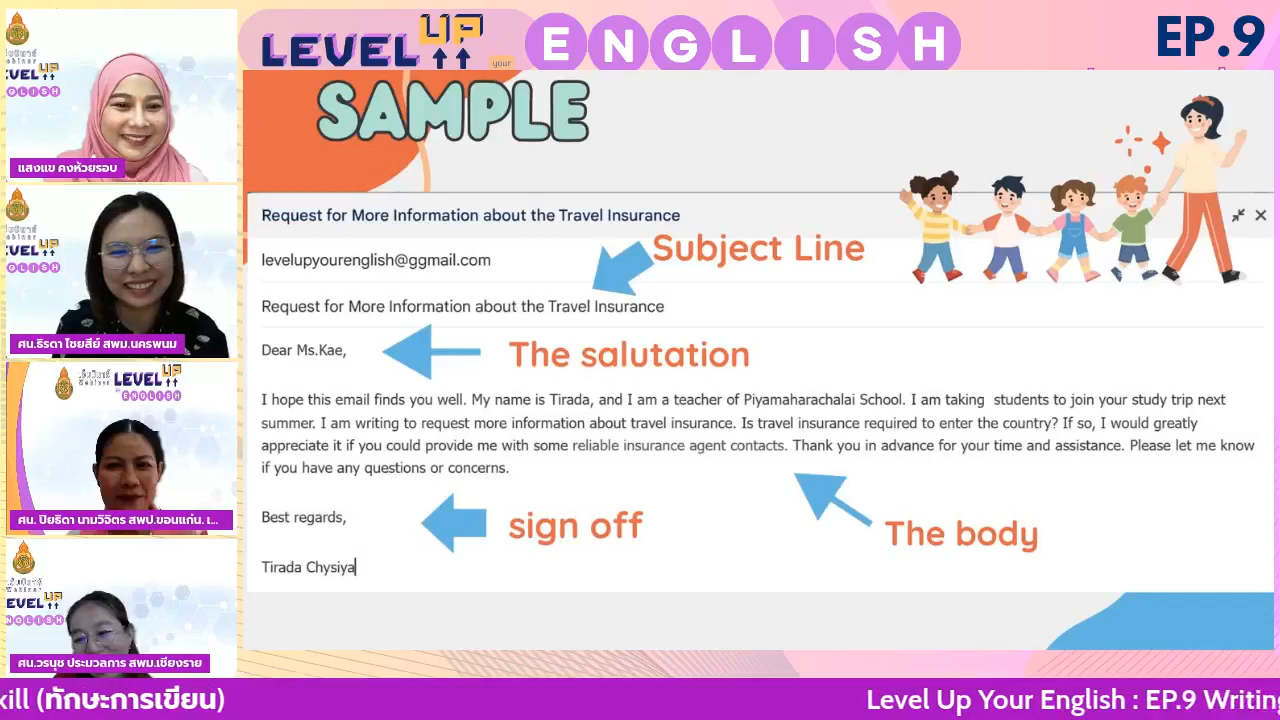 LEVEL UP your ENGLISH
EP.9
SAMPLE
Request for More Information about the Travel Insurance
levelupyourenglish@ggmail.com
Subject Line
Request for More Information about the Travel Insurance
Dear Ms.Kae,
The salutation
I hope this email finds you well. My name is Tirada, and I am a teacher of Piyamaharachalai School. I am taking students to join your study trip next
summer. I am writing to request more information about travel insurance. Is travel insurance required to enter the country? If so, I would greatly
appreciate it if you could provide me with some reliable insurance agent contacts. Thank you in advance for your time and assistance. Please let me know
if you have any questions or concerns.
Best regards,
sign off
The body
Tirada Chysiya
แสงแข คงห้วยรอบ
ศน.ธิรดา ไชยสีย์ สพม.นครพนม
LEVEL UP
ENGLISH
ศน. ปิยธิดา นามวิจิตร สพป.ขอนแก่น. เ...
ศน.วรนุช ประมวลการ สพม.เชียงราย
kill (ทักษะการเขียน)
Level Up Your English : EP.9 Writing